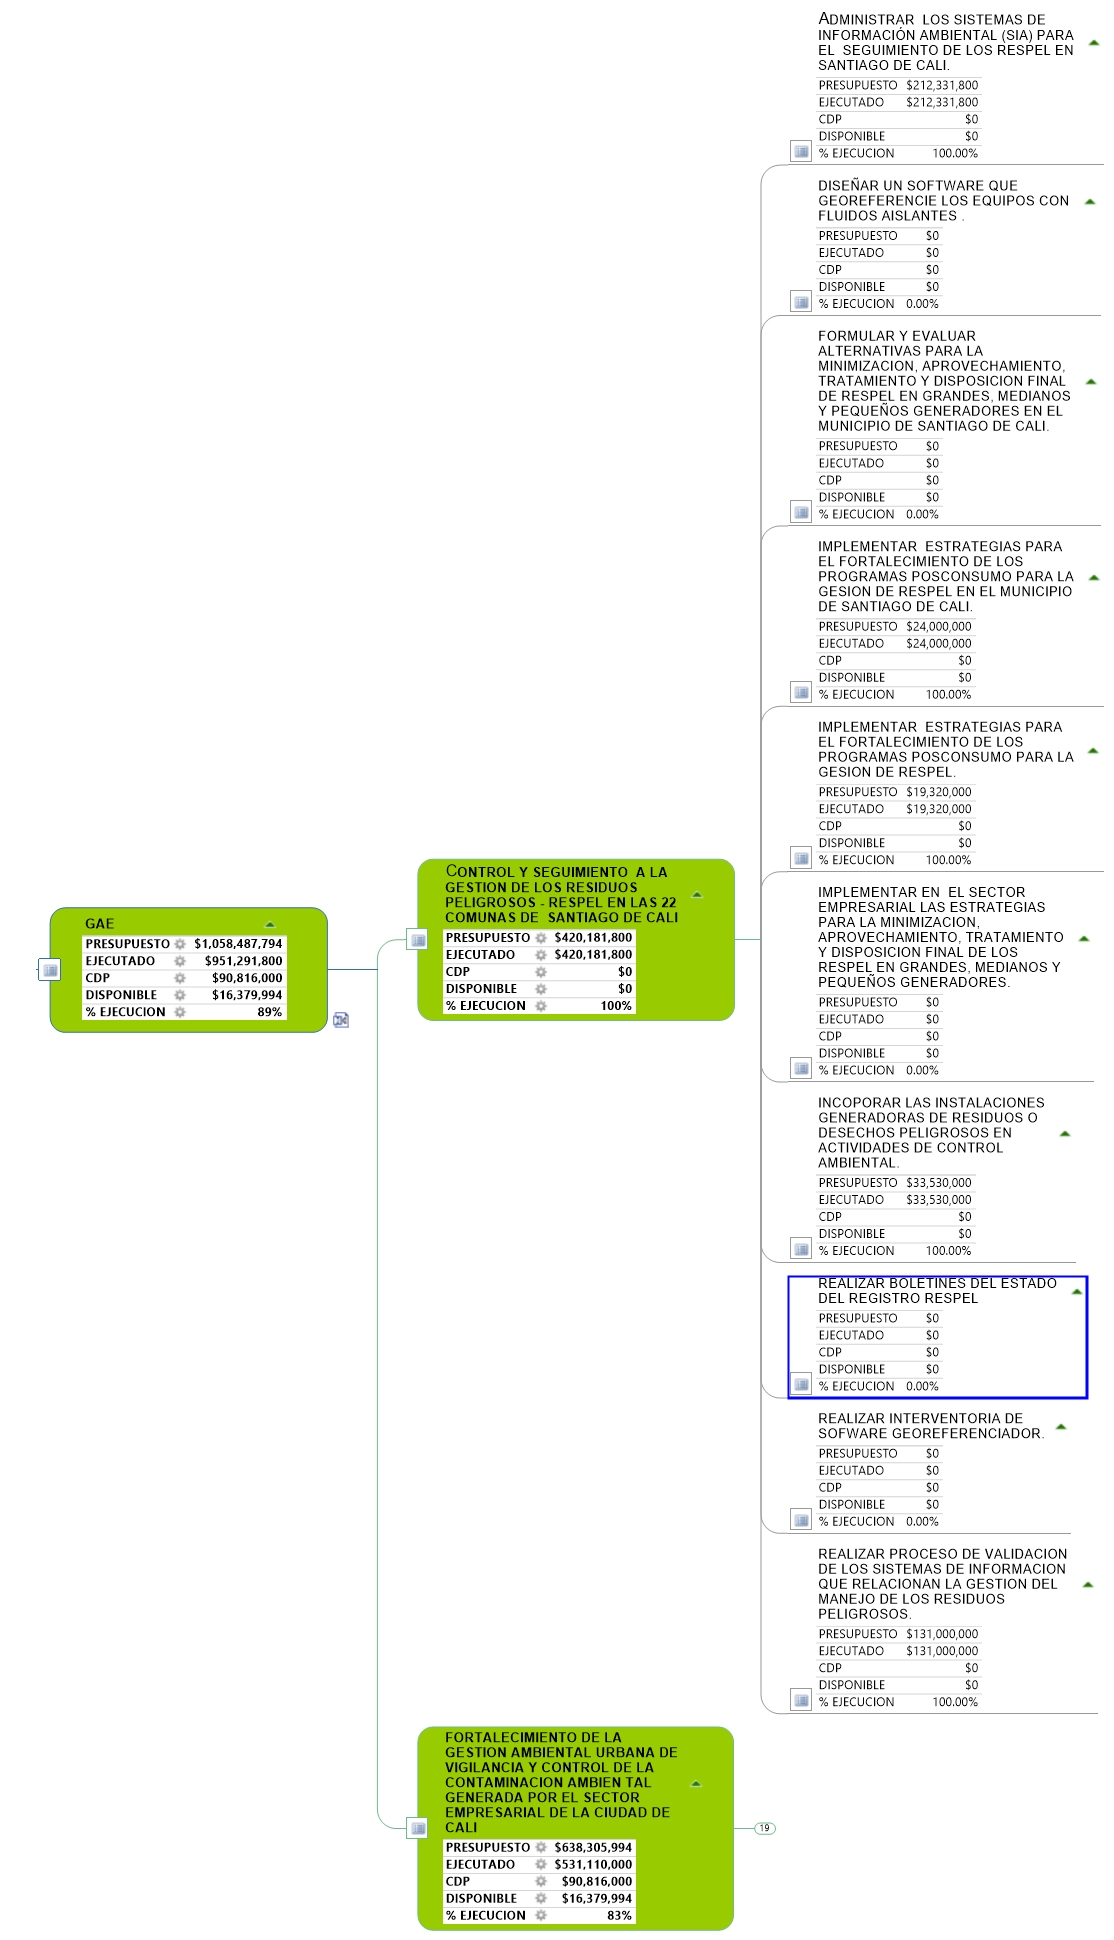 ADMINISTRAR LOS SISTEMAS DE
INFORMACIÓN AMBIENTAL (SIA) PARA
EL SEGUIMIENTO DE LOS RESPEL EN
SANTIAGO DE CALI.
PRESUPUESTO $212,331,800
EJECUTADO $212,331,800
CDP $0
DISPONIBLE $0
% EJECUCION 100.00%
DISEÑAR UN SOFTWARE QUE
GEOREFERENCIE LOS EQUIPOS CON
FLUIDOS AISLANTES .
PRESUPUESTO $0
EJECUTADO $0
CDP $0
DISPONIBLE $0
% EJECUCION 0.00%
FORMULAR Y EVALUAR
ALTERNATIVAS PARA LA
MINIMIZACION, APROVECHAMIENTO,
TRATAMIENTO Y DISPOSICION FINAL
DE RESPEL EN GRANDES, MEDIANOS
Y PEQUEÑOS GENERADORES EN EL
MUNICIPIO DE SANTIAGO DE CALI.
PRESUPUESTO $0
EJECUTADO $0
CDP $0
DISPONIBLE $0
% EJECUCION 0.00%
IMPLEMENTAR ESTRATEGIAS PARA
EL FORTALECIMIENTO DE LOS
PROGRAMAS POSCONSUMO PARA LA
GESION DE RESPEL EN EL MUNICIPIO
DE SANTIAGO DE CALI.
PRESUPUESTO $24,000,000
EJECUTADO $24,000,000
CDP $0
DISPONIBLE $0
% EJECUCION 100.00%
IMPLEMENTAR ESTRATEGIAS PARA
EL FORTALECIMIENTO DE LOS
PROGRAMAS POSCONSUMO PARA LA
GESION DE RESPEL.
PRESUPUESTO $19,320,000
EJECUTADO $19,320,000
CDP $0
DISPONIBLE $0
% EJECUCION 100.00%
GAE
PRESUPUESTO $1,058,487,794
EJECUTADO $951,291,800
CDP $90,816,000
DISPONIBLE $16,379,994
% EJECUCION 89%
CONTROL Y SEGUIMIENTO A LA
GESTION DE LOS RESIDUOS
PELIGROSOS - RESPEL EN LAS 22
COMUNAS DE SANTIAGO DE CALI
PRESUPUESTO $420,181,800
EJECUTADO $420,181,800
CDP $0
DISPONIBLE $0
% EJECUCION 100%
IMPLEMENTAR EN EL SECTOR
EMPRESARIAL LAS ESTRATEGIAS
PARA LA MINIMIZACION,
APROVECHAMIENTO, TRATAMIENTO
Y DISPOSICION FINAL DE LOS
RESPEL EN GRANDES, MEDIANOS Y
PEQUEÑOS GENERADORES.
PRESUPUESTO $0
EJECUTADO $0
CDP $0
DISPONIBLE $0
% EJECUCION 0.00%
INCOPORAR LAS INSTALACIONES
GENERADORAS DE RESIDUOS O
DESECHOS PELIGROSOS EN
ACTIVIDADES DE CONTROL
AMBIENTAL.
PRESUPUESTO $33,530,000
EJECUTADO $33,530,000
CDP $0
DISPONIBLE $0
% EJECUCION 100.00%
REALIZAR BOLETINES DEL ESTADO
DEL REGISTRO RESPEL
PRESUPUESTO $0
EJECUTADO $0
CDP $0
DISPONIBLE $0
% EJECUCION 0.00%
REALIZAR INTERVENTORIA DE
SOFWARE GEOREFERENCIADOR.
PRESUPUESTO $0
EJECUTADO $0
CDP $0
DISPONIBLE $0
% EJECUCION 0.00%
REALIZAR PROCESO DE VALIDACION
DE LOS SISTEMAS DE INFORMACION
QUE RELACIONAN LA GESTION DEL
MANEJO DE LOS RESIDUOS
PELIGROSOS.
PRESUPUESTO $131,000,000
EJECUTADO $131,000,000
CDP $0
DISPONIBLE $0
% EJECUCION 100.00%
FORTALECIMIENTO DE LA
GESTION AMBIENTAL URBANA DE
VIGILANCIA Y CONTROL DE LA
CONTAMINACION AMBIEN TAL
GENERADA POR EL SECTOR
EMPRESARIAL DE LA CIUDAD DE
CALI
PRESUPUESTO $638,305,994
EJECUTADO $531,110,000
CDP $90,816,000
DISPONIBLE $16,379,994
% EJECUCION 83%
19